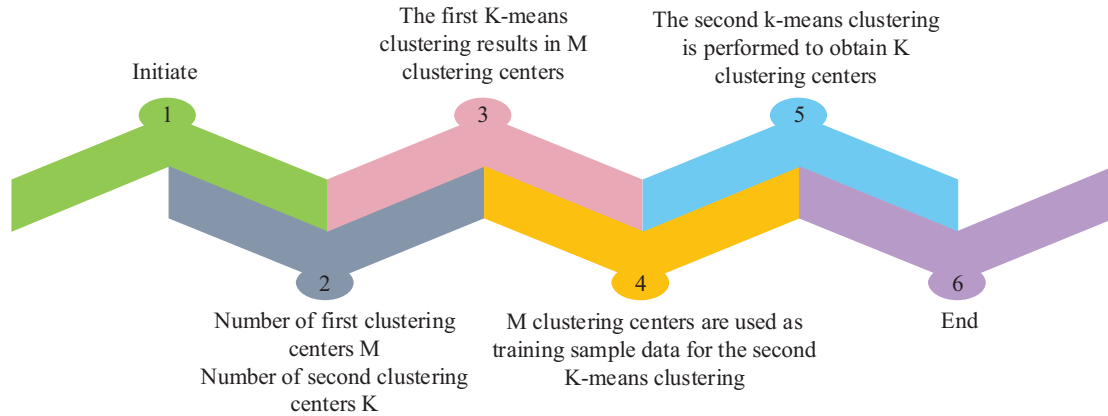 Initiate
1
Number of first clustering
centers M
Number of second clustering
centers K
2
The first K-means
clustering results in M
clustering centers
3
M clustering centers are used as
training sample data for the second
K-means clustering
4
The second k-means clustering
is performed to obtain K
clustering centers
5
End
6